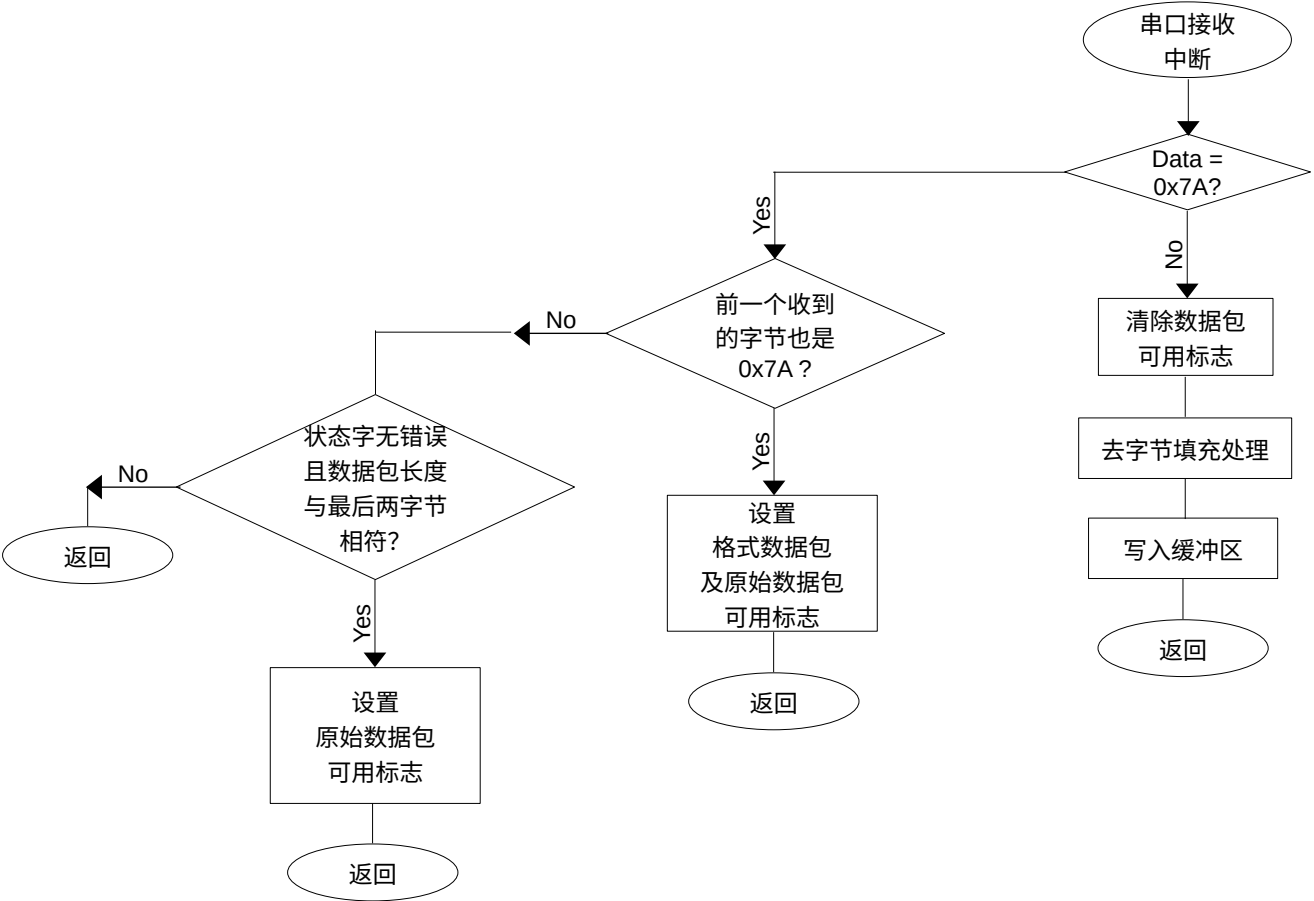 串口接收
中断
Data =
0x7A?
Yes
No
前一个收到
的字节也是
0x7A ?
No
Yes
清除数据包
可用标志
去字节填充处理
写入缓冲区
返回
状态字无错误
且数据包长度
与最后两字节
相符?
No
返回
Yes
设置
格式数据包
及原始数据包
可用标志
返回
设置
原始数据包
可用标志
返回